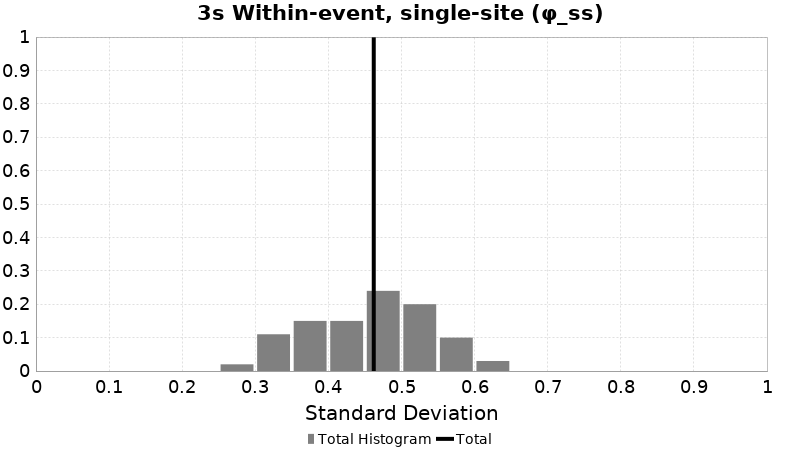 3s Within-event, single-site (φ_ss)
1
0.9
0.8
0.7
0.6
0.5
0.4
0.3
0.2
0.1
0
0 0.1 0.2 0.3 0.4 0.5 0.6 0.7 0.8 0.9 1
Standard Deviation
Total Histogram Total